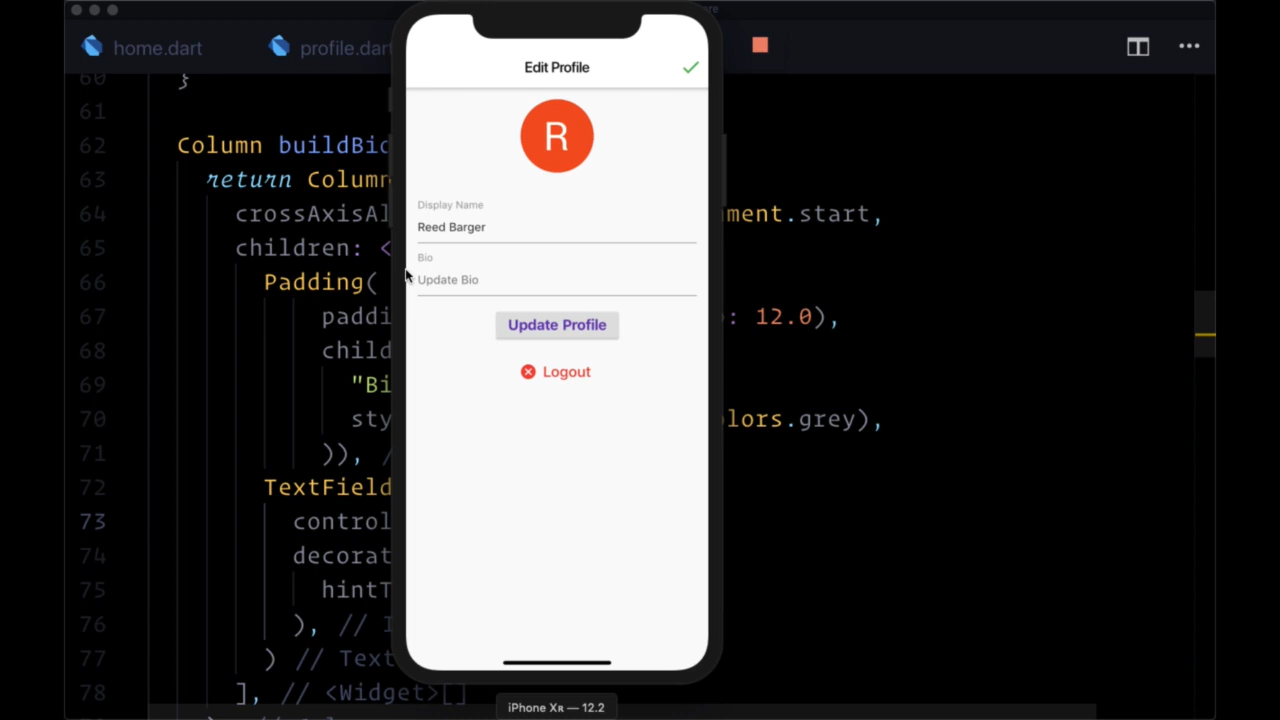 home.dart
profile.dart
60 }
61
62 Column buildBio
63 return Column
64 crossAxisAl ment.start,
65 children: <
66 Padding(
67 paddi : 12.0),
68 child
69 "Bi
70 sty lors.grey),
71 )), /
72 TextField
73 control
74 decorat
75 hintT
76 ), // I
77 ) // Text
78 ], // <Widget>[]
Edit Profile
R
Display Name
Reed Barger
Bio
Update Bio
Update Profile
Logout
iPhone Xʀ — 12.2